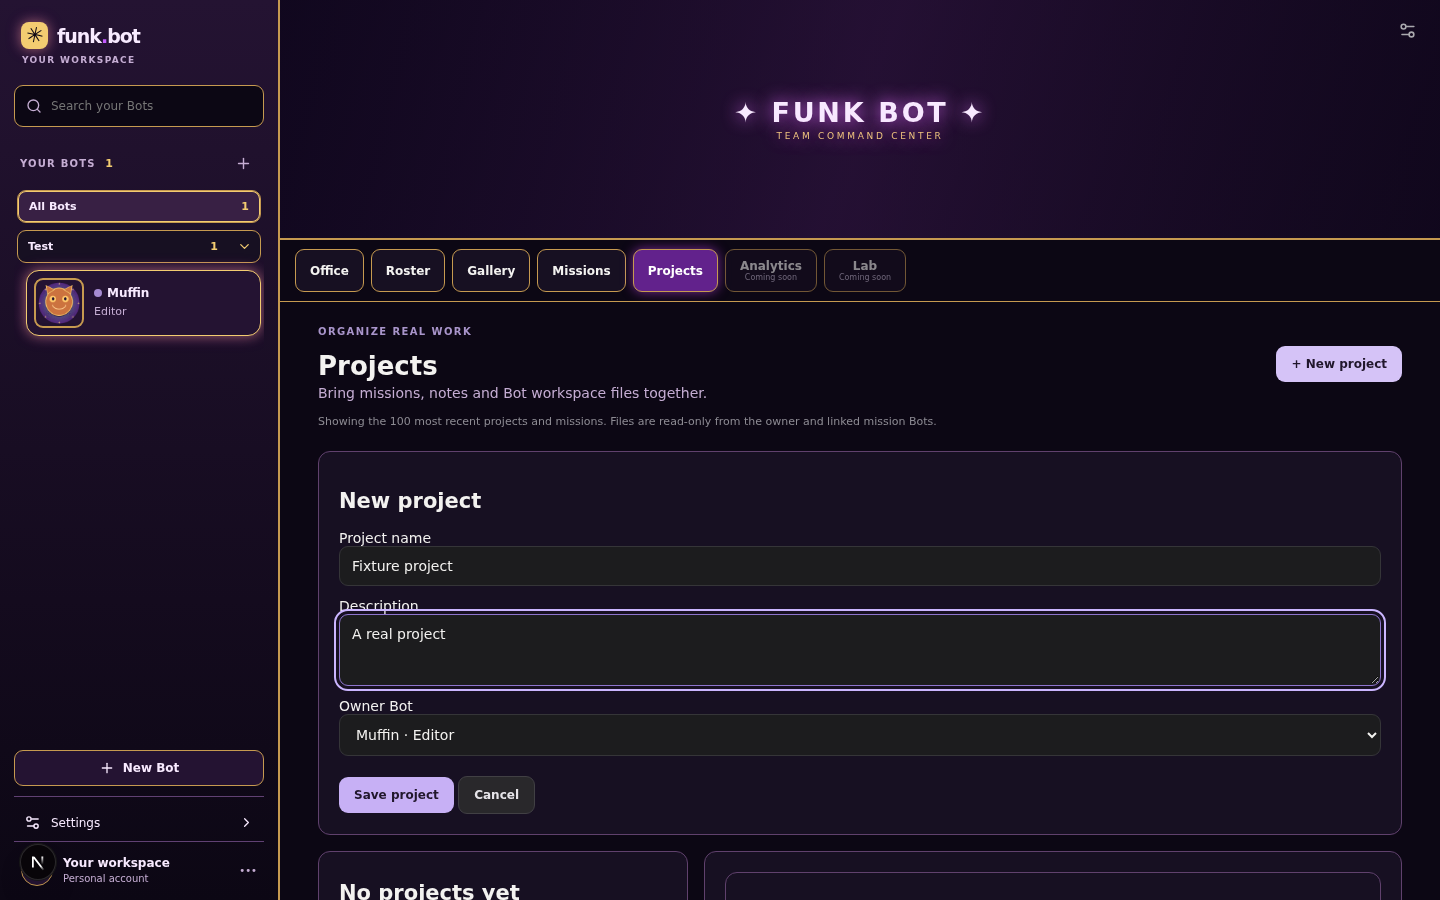 funk.bot
YOUR WORKSPACE
Search your Bots
YOUR BOTS 1
All Bots 1
Test 1
Muffin
Editor
New Bot
Settings
N
Your workspace
Personal account
✦ FUNK BOT ✦
TEAM COMMAND CENTER
Office
Roster
Gallery
Missions
Projects
Analytics
Coming soon
Lab
Coming soon
ORGANIZE REAL WORK
Projects
+ New project
Bring missions, notes and Bot workspace files together.
Showing the 100 most recent projects and missions. Files are read-only from the owner and linked mission Bots.
New project
Project name
Fixture project
Description
A real project
Owner Bot
Muffin · Editor
Save project
Cancel
No projects yet